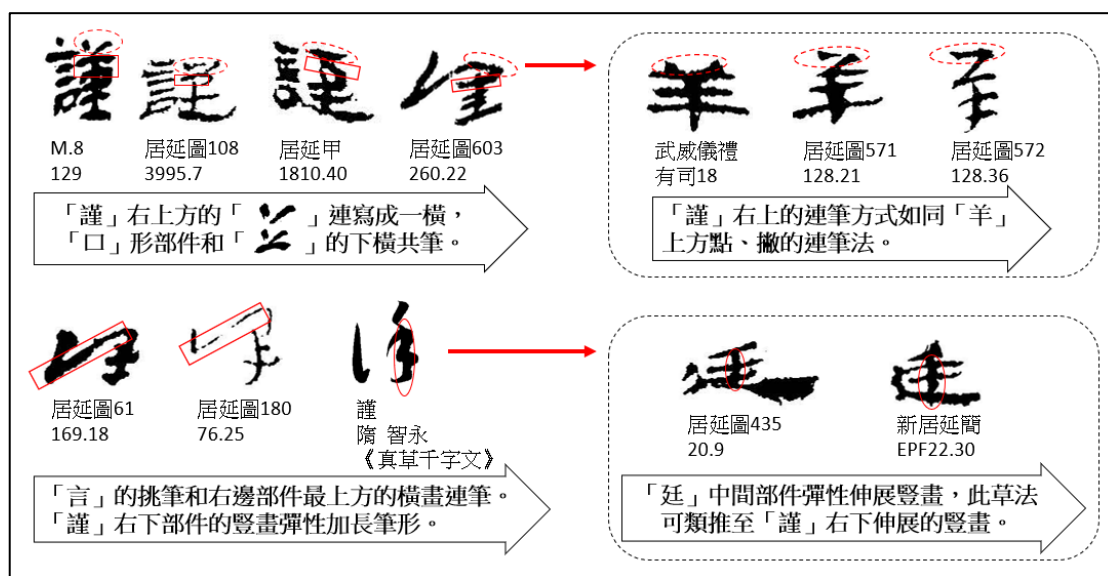 M.8
129
居延圖108
3995.7
居延甲
1810.40
居延圖603
260.22
「謹」右上方的「 」連寫成一橫，
「口」形部件和「 」的下橫共筆。
武威儀禮
有司18
居延圖571
128.21
居延圖572
128.36
「謹」右上的連筆方式如同「羊」
上方點、撇的連筆法。
居延圖61
169.18
居延圖180
76.25
謹
隋 智永
《真草千字文》
「言」的挑筆和右邊部件最上方的橫畫連筆。
「謹」右下部件的豎畫彈性加長筆形。
居延圖435
20.9
新居延簡
EPF22.30
「廷」中間部件彈性伸展豎畫，此草法
可類推至「謹」右下伸展的豎畫。